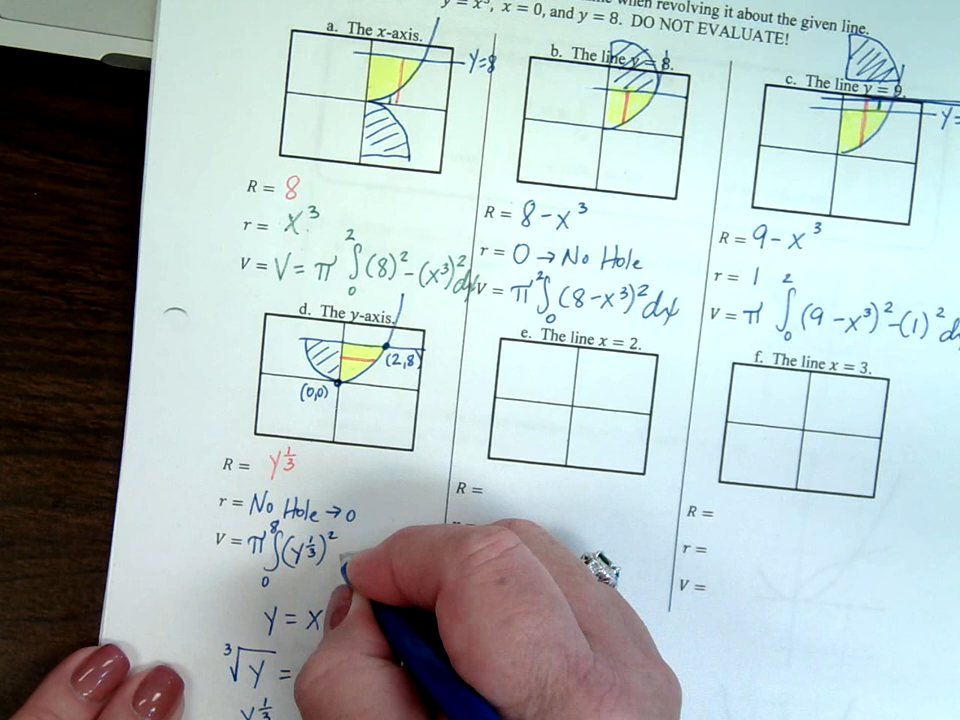 when revolving it about the given line.
y = x³, x = 0, and y = 8. DO NOT EVALUATE!
a. The x-axis.
Y=8
R = 8
r = x³
V = V = π ∫₀² (8)² - (x³)² dx
b. The line y = 8.
R = 8 - x³
r = 0 → No Hole
V = π ∫₀² (8 - x³)² dx
c. The line y = 9.
Y=
R = 9 - x³
r = 1
V = π ∫₀² (9 - x³)² - (1)²
d. The y-axis.
(2,8)
(0,0)
R = Y^(1/3)
r = No Hole → 0
V = π ∫₀⁸ (Y^(1/3))²
Y = X
³√Y =
Y^(1/3)
e. The line x = 2.
R =
f. The line x = 3.
R =
r =
V =